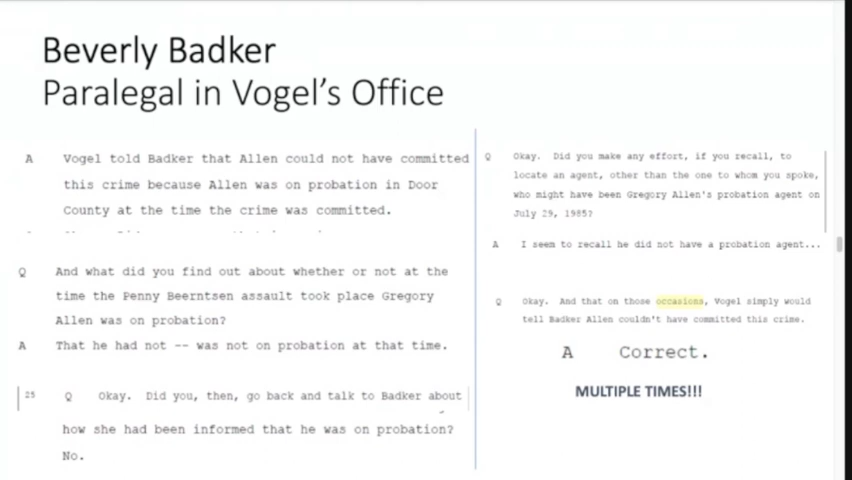 Beverly Badker
Paralegal in Vogel's Office
A Vogel told Badker that Allen could not have committed
this crime because Allen was on probation in Door
County at the time the crime was committed.
Q And what did you find out about whether or not at the
time the Penny Beerntsen assault took place Gregory
Allen was on probation?
A That he had not -- was not on probation at that time.
25 Q Okay. Did you, then, go back and talk to Badker about
how she had been informed that he was on probation?
No.
Q Okay. Did you make any effort, if you recall, to
locate an agent, other than the one to whom you spoke,
who might have been Gregory Allen's probation agent on
July 29, 1985?
A I seem to recall he did not have a probation agent...
Q Okay. And that on those occasions, Vogel simply would
tell Badker Allen couldn't have committed this crime.
A Correct.
MULTIPLE TIMES!!!